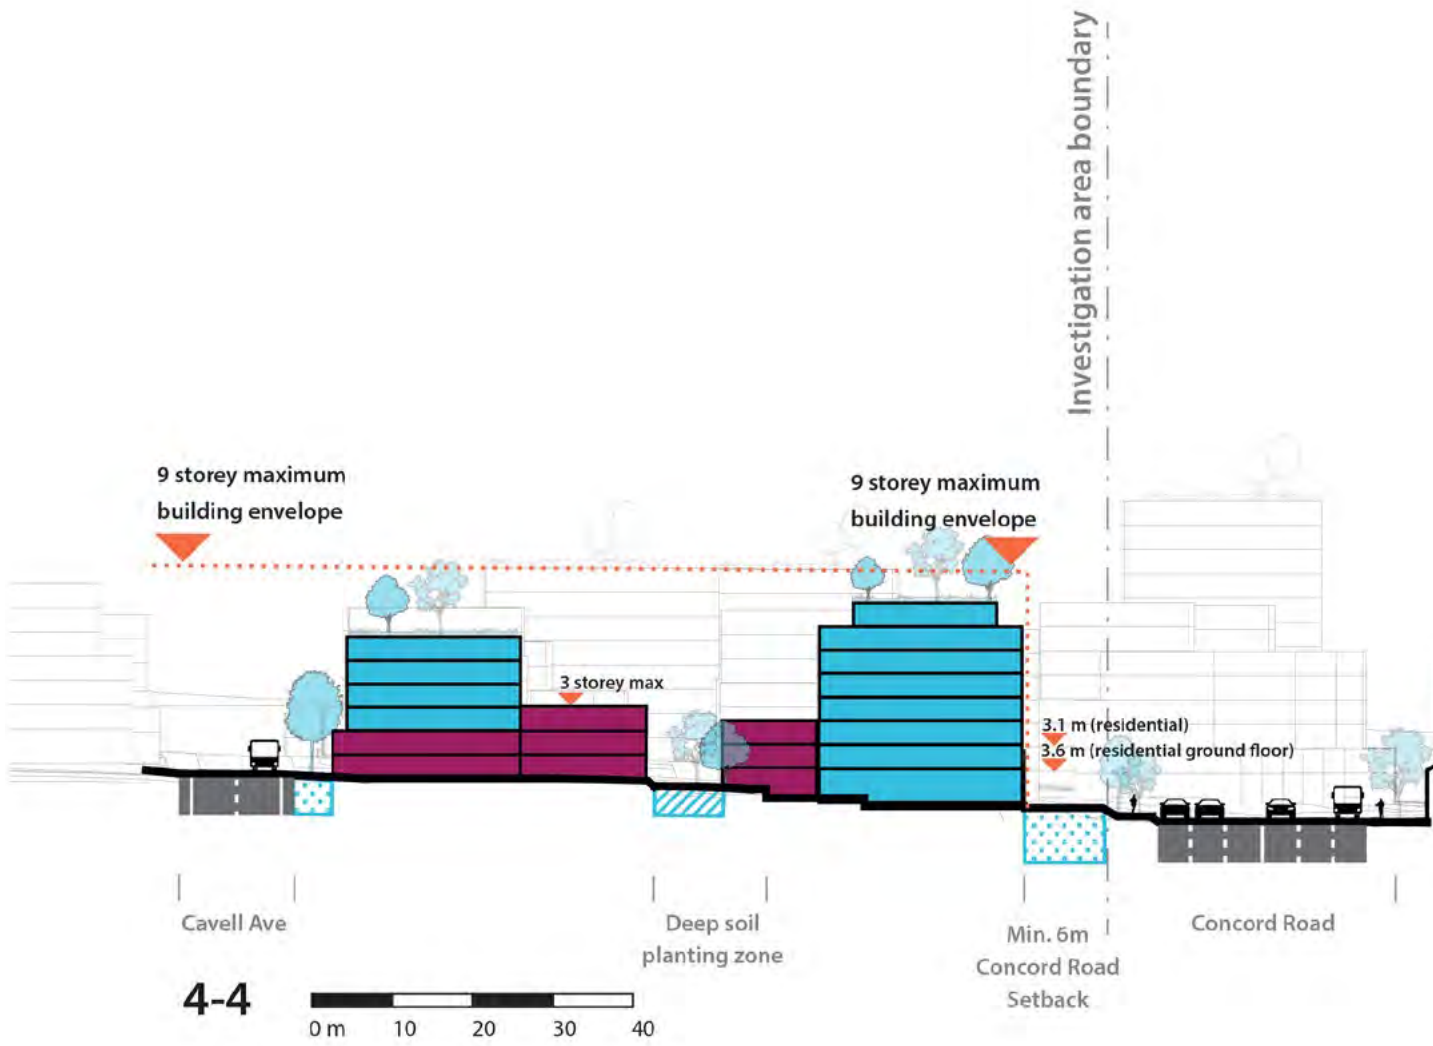 Investigation area boundary
9 storey maximum
building envelope
9 storey maximum
building envelope
3 storey max
3.1 m (residential)
3.6 m (residential ground floor)
Cavell Ave
Deep soil
planting zone
Min. 6m
Concord Road
Setback
Concord Road
4-4
0 m 10 20 30 40